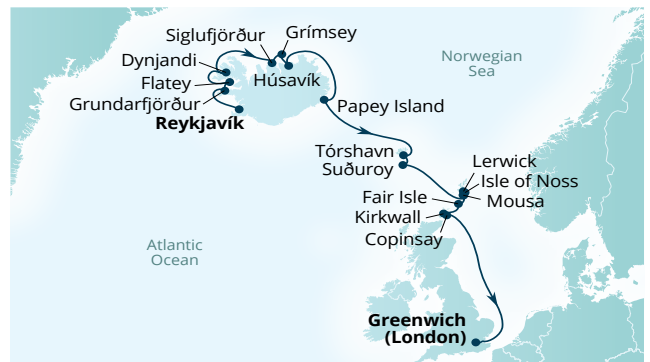 Siglufjörður
Grímsey
Norwegian
Sea
Dynjandi
Húsavík
Flatey
Grundarfjörður
Papey Island
Reykjavík
Tórshavn
Suðuroy
Lerwick
Isle of Noss
Mousa
Fair Isle
Kirkwall
Copinsay
Atlantic
Ocean
Greenwich
(London)